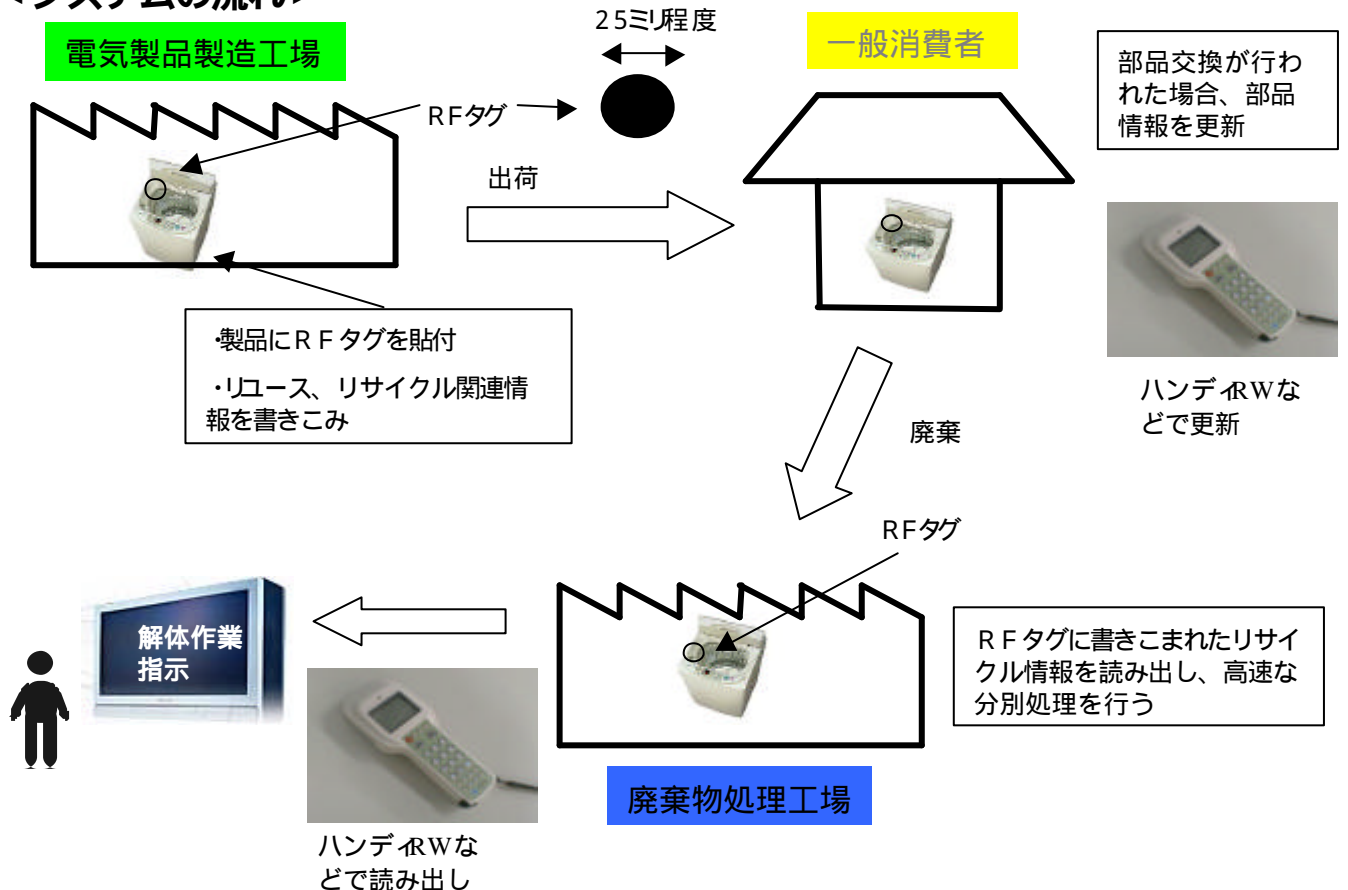 <システムの流れ>
電気製品製造工場
25ミリ程度
一般消費者
部品交換が行わ
れた場合、部品
情報を更新
RFタグ
出荷
・製品にRFタグを貼付
・リユース、リサイクル関連情
報を書きこみ
ハンディRWな
どで更新
廃棄
RFタグ
解体作業
指示
RFタグに書きこまれたリサイ
クル情報を読み出し、高速な
分別処理を行う
廃棄物処理工場
ハンディRWな
どで読み出し